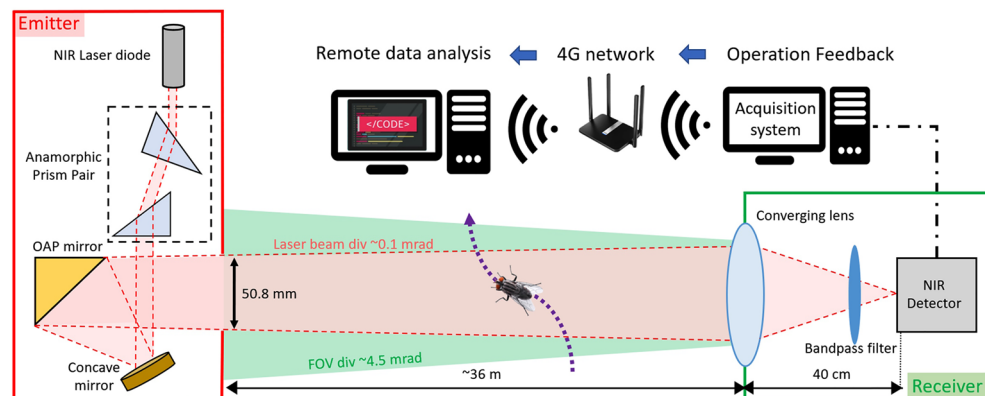 Emitter
NIR Laser diode
Anamorphic
Prism Pair
OAP mirror
Concave
mirror
50.8 mm
Remote data analysis
4G network
Operation Feedback
</CODE>
Acquisition
system
Laser beam div ~0.1 mrad
FOV div ~4.5 mrad
~36 m
Converging lens
NIR
Detector
Bandpass filter
40 cm
Receiver